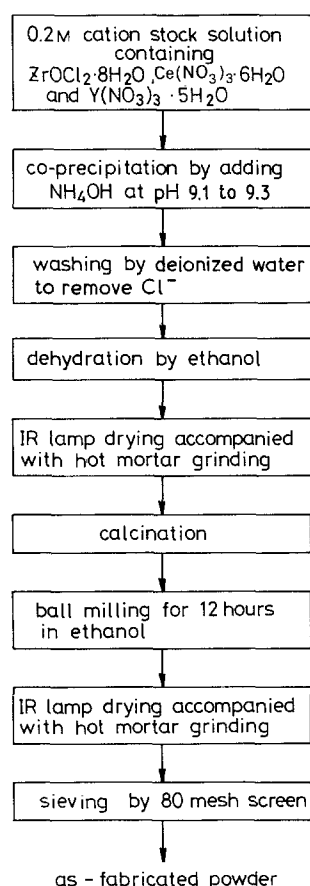 0.2M cation stock solution
containing
ZrOCl2·8H2O ,Ce(NO3)3·6H2O
and Y(NO3)3 ·5H2O
co-precipitation by adding
NH4OH at pH 9.1 to 9.3
washing by deionized water
to remove Cl⁻
dehydration by ethanol
IR lamp drying accompanied
with hot mortar grinding
calcination
ball milling for 12 hours
in ethanol
IR lamp drying accompanied
with hot mortar grinding
sieving by 80 mesh screen
as - fabricated powder